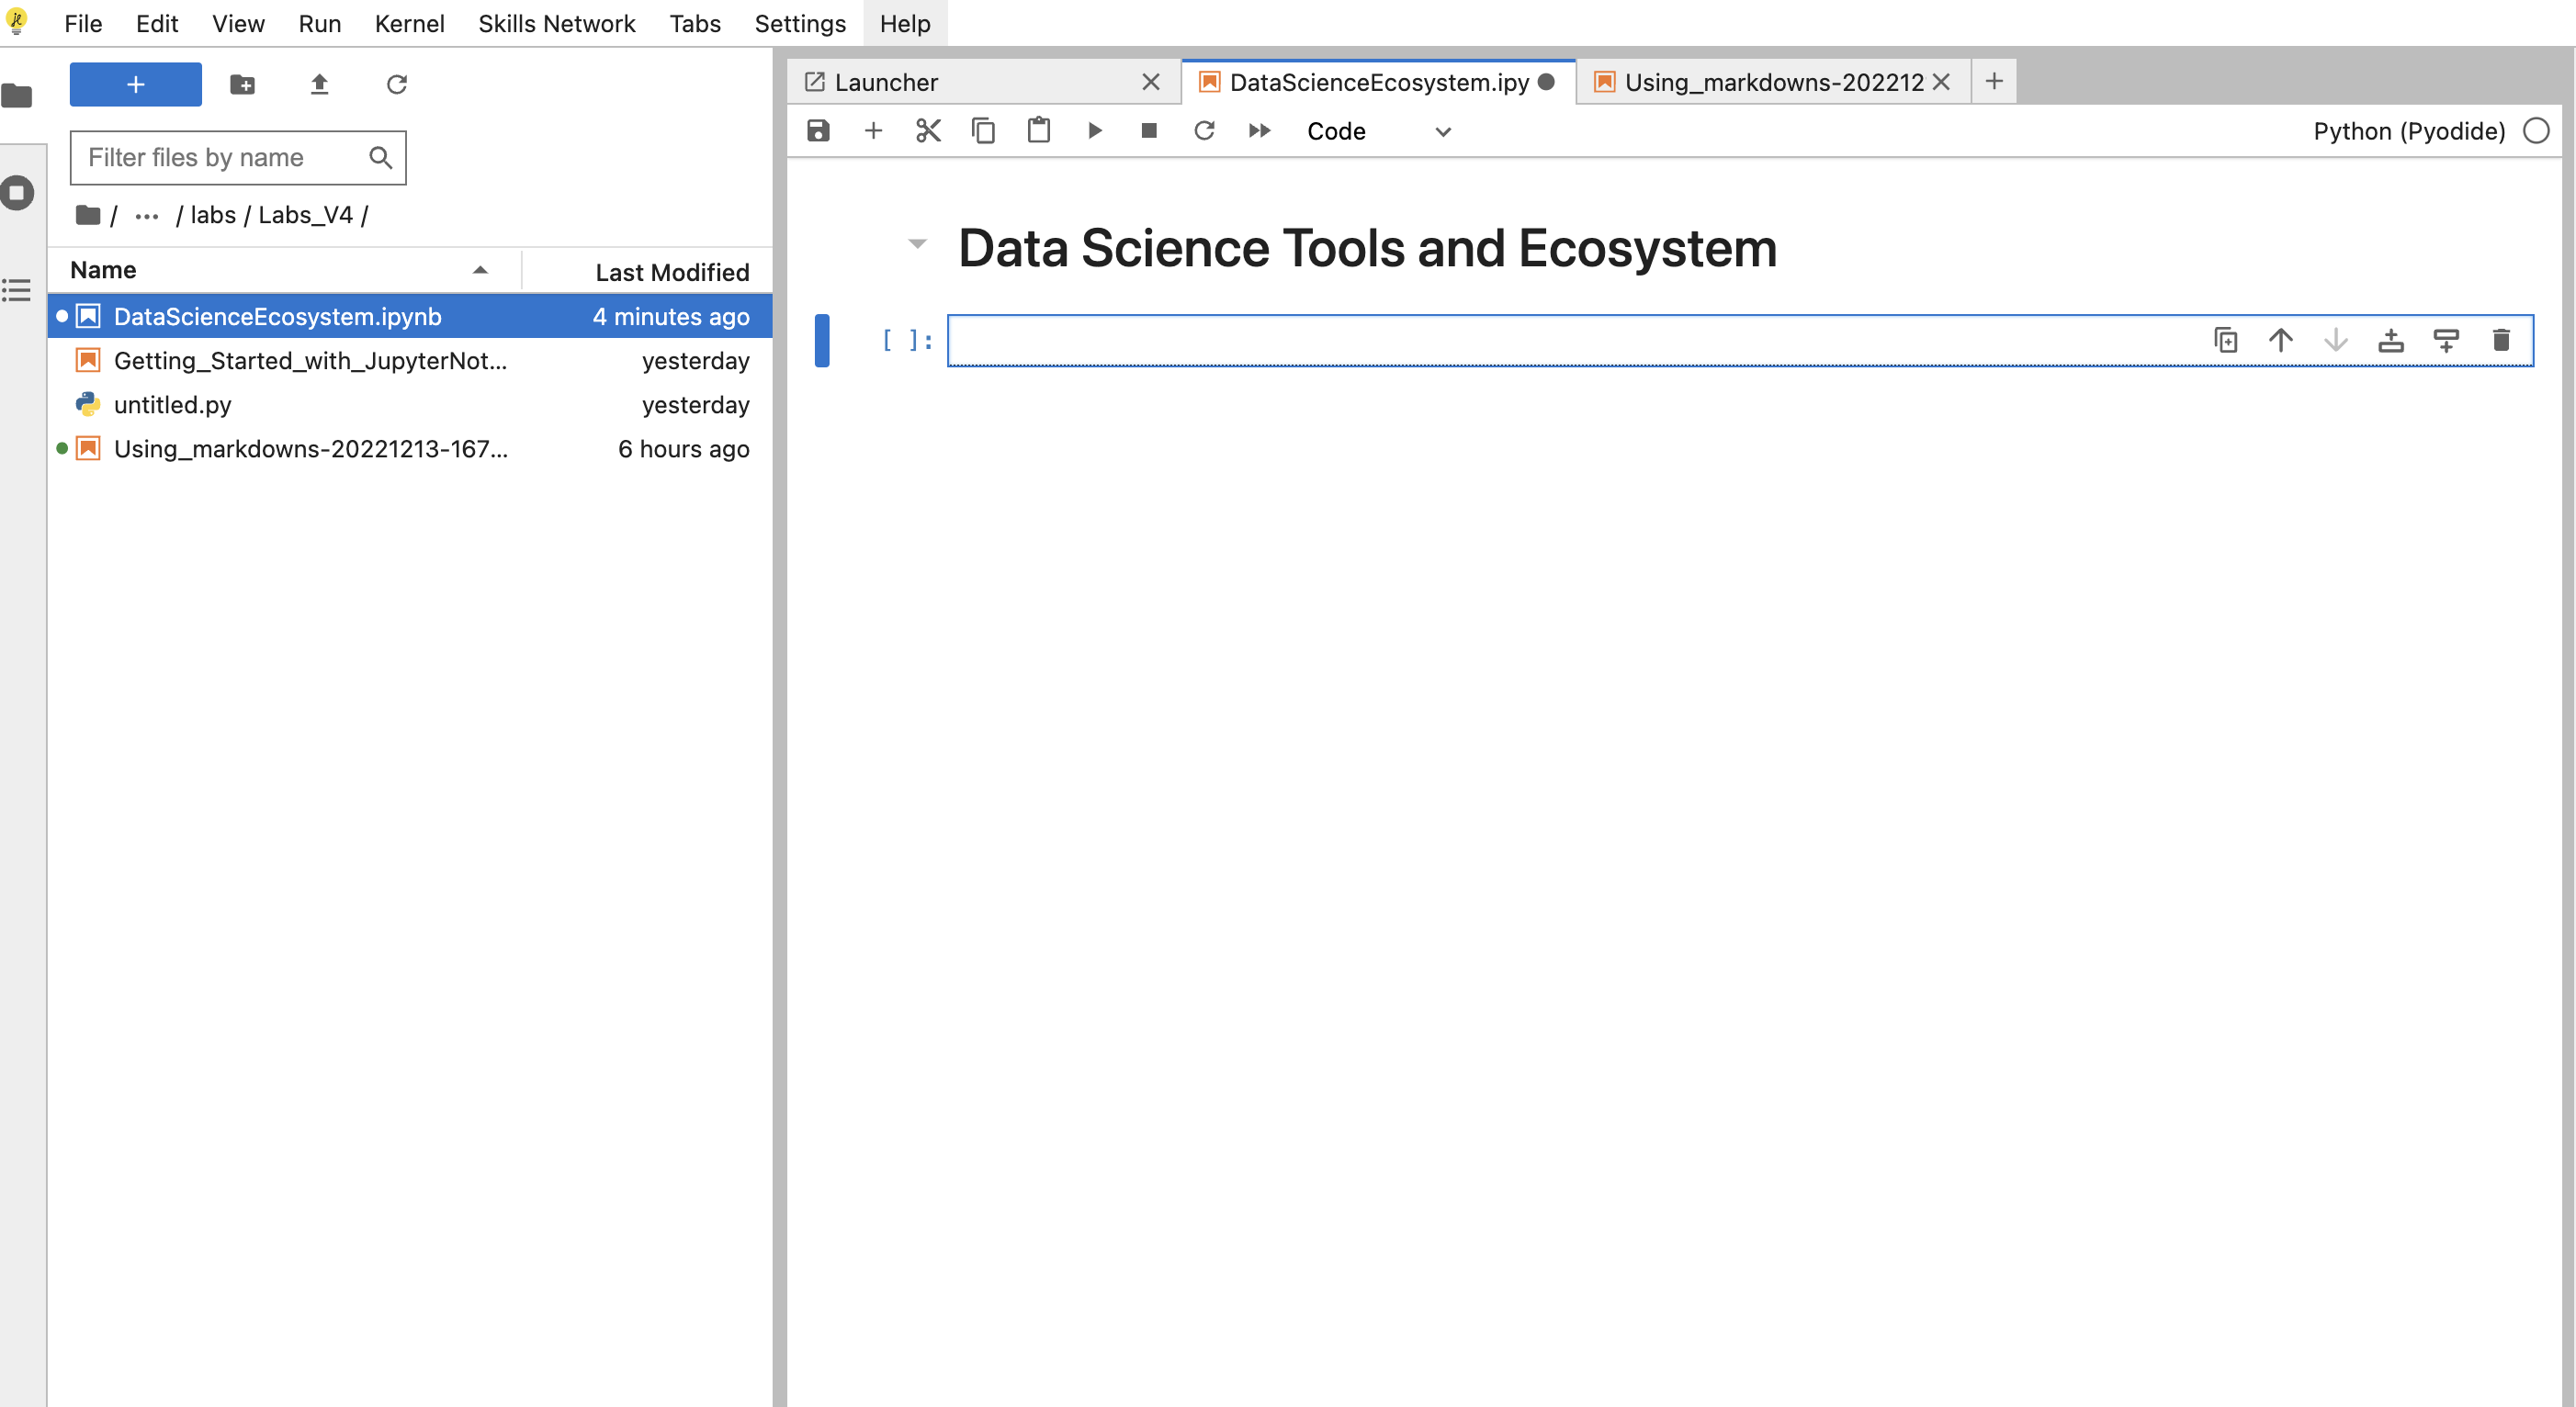 File Edit View Run Kernel Skills Network Tabs Settings Help
+
Filter files by name
/ ... / labs / Labs_V4 /
Name Last Modified
DataScienceEcosystem.ipynb 4 minutes ago
Getting_Started_with_JupyterNot... yesterday
untitled.py yesterday
Using_markdowns-20221213-167... 6 hours ago
Launcher DataScienceEcosystem.ipy Using_markdowns-202212
Code Python (Pyodide)
Data Science Tools and Ecosystem
[ ]: